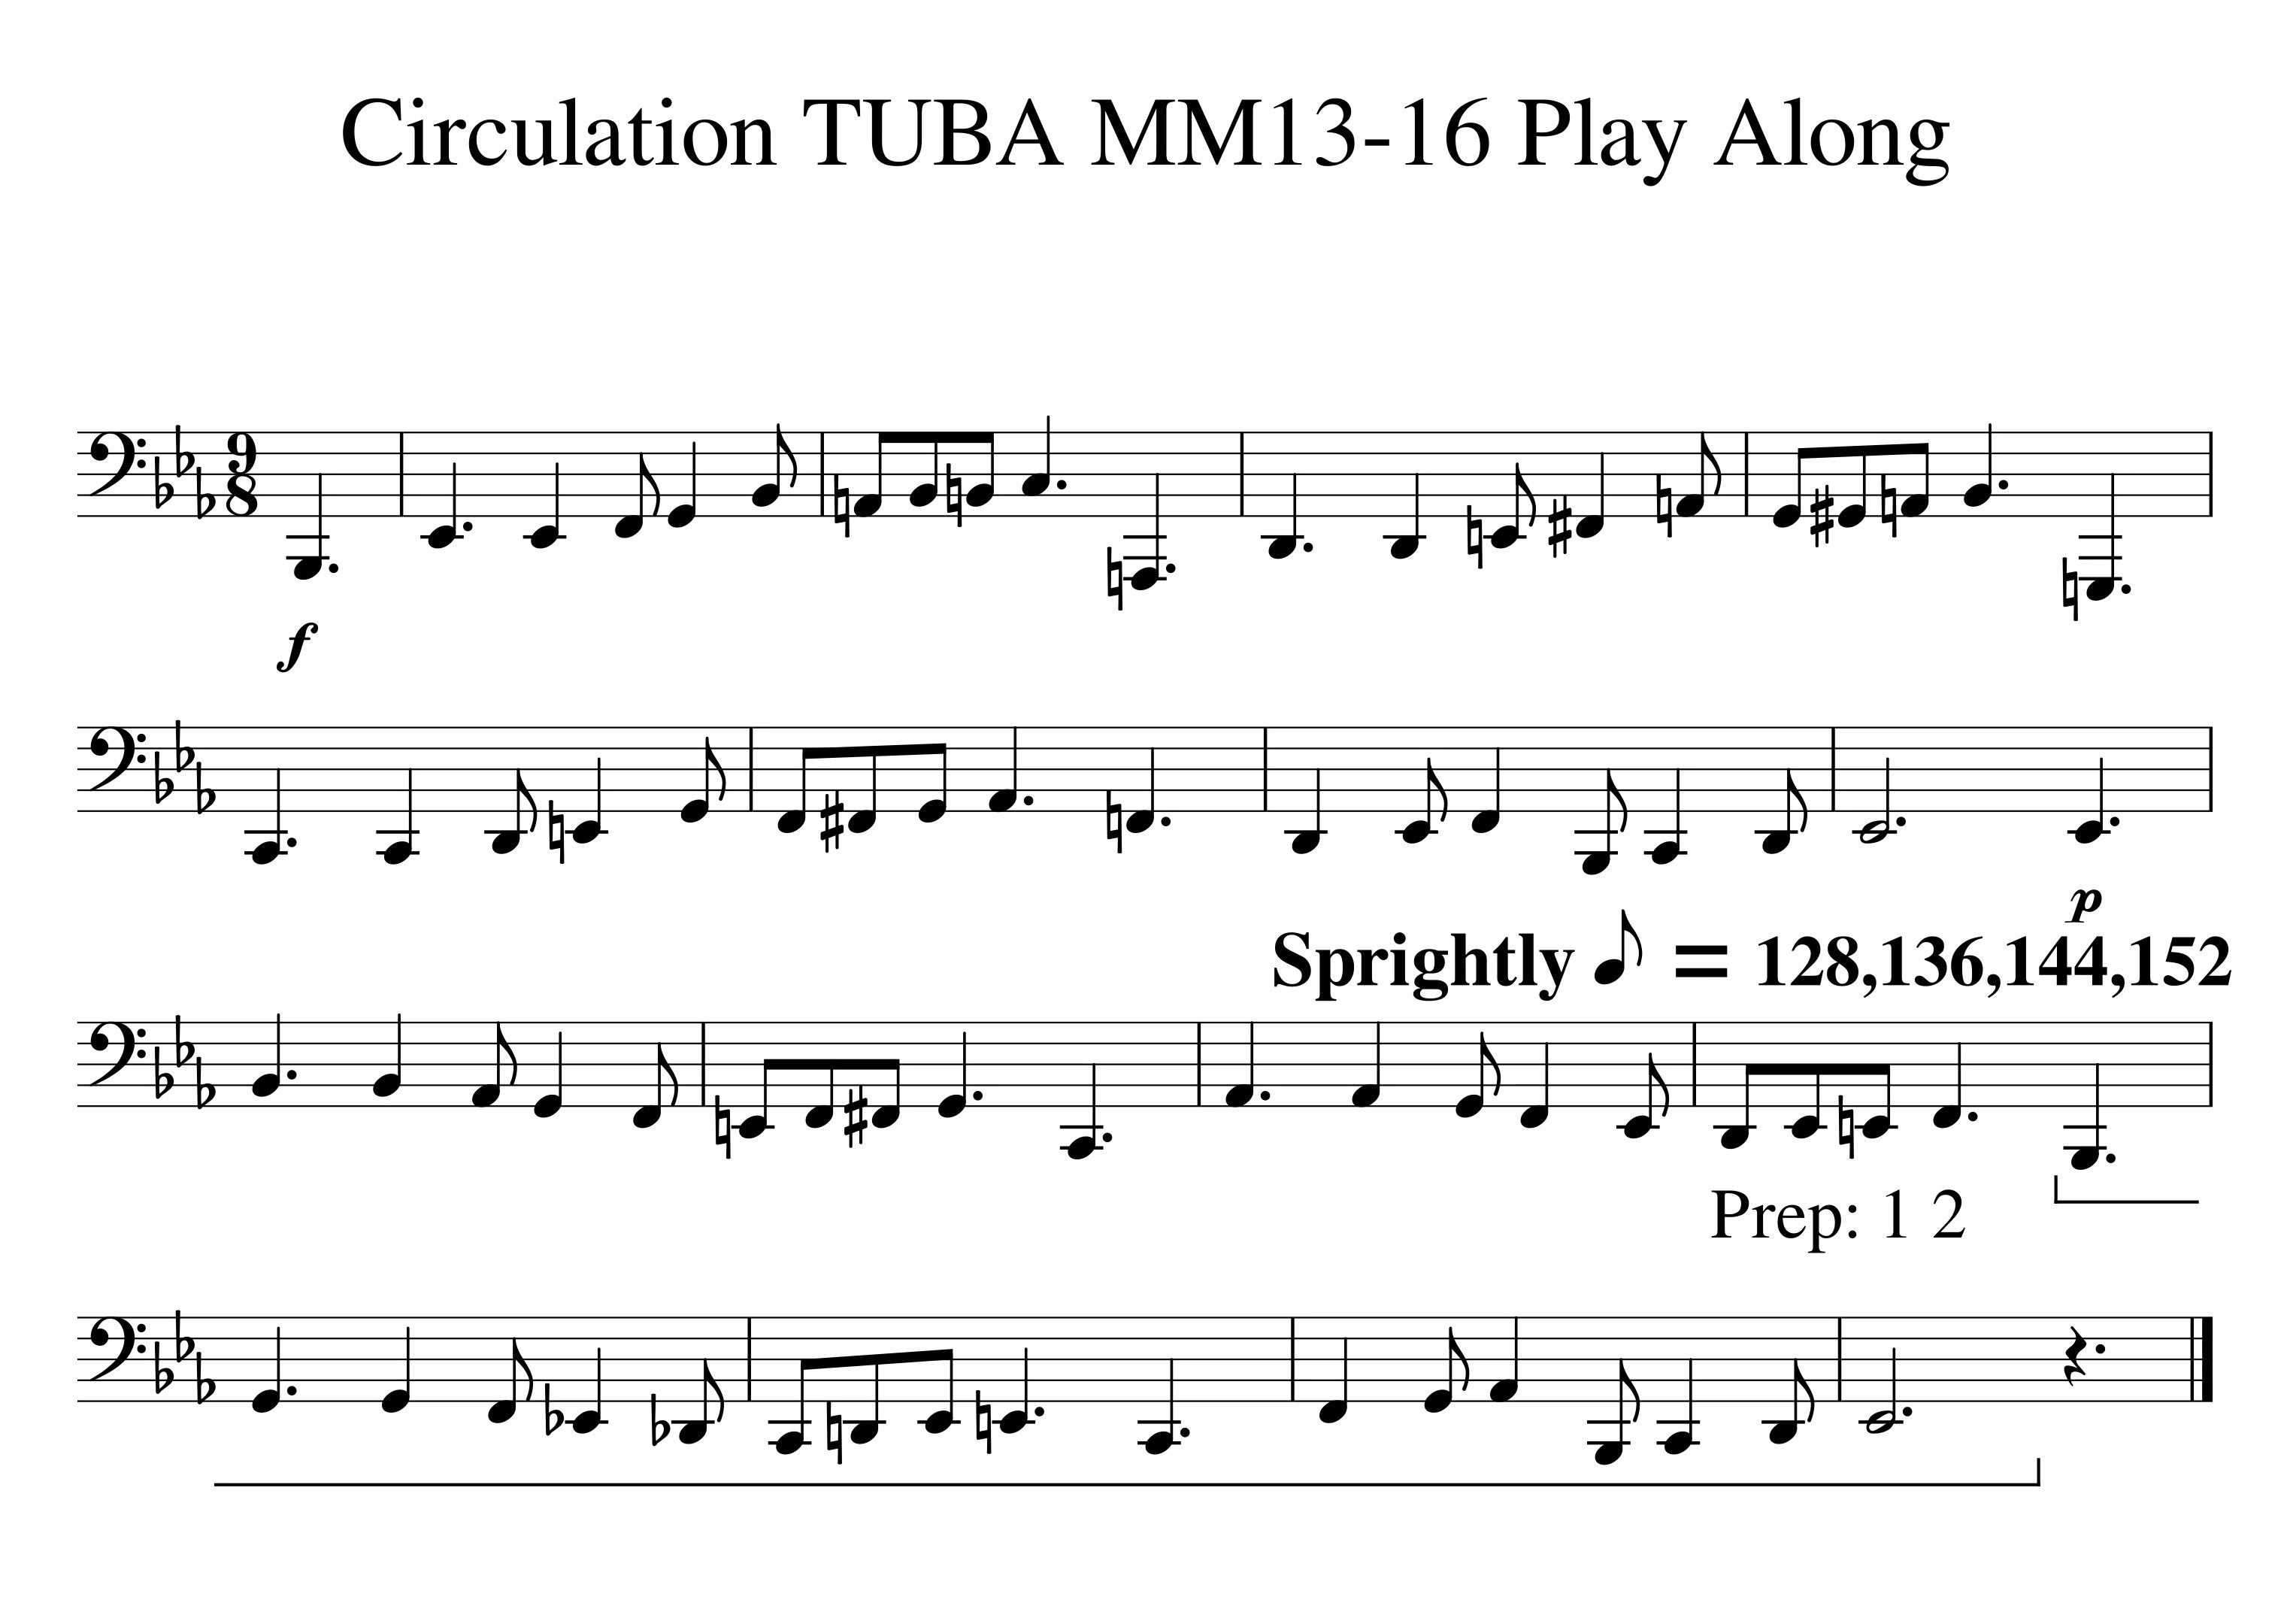 Circulation TUBA MM13-16 Play Along
9
8
f
p
Sprightly ♪ = 128,136,144,152
Prep: 1 2